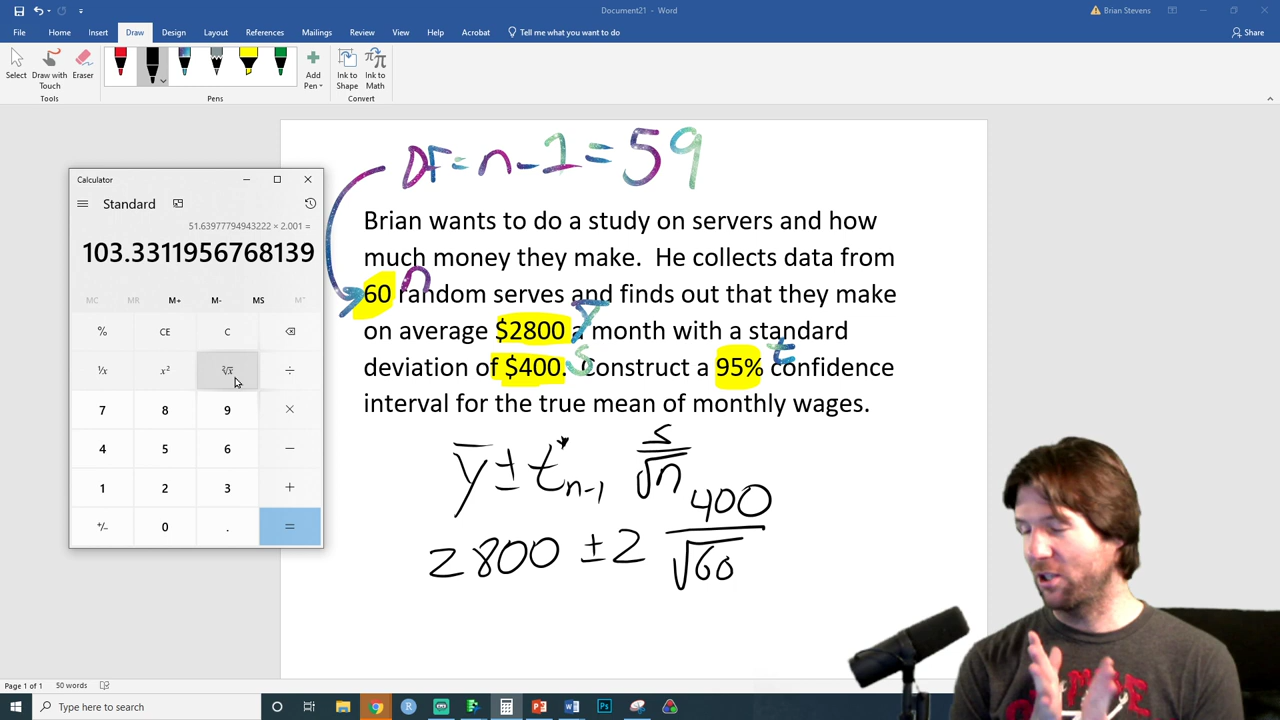 Document21 - Word
Brian Stevens
File Home Insert Draw Design Layout References Mailings Review View Help Acrobat Tell me what you want to do Share
Select Draw with Touch Eraser Add Pen Ink to Shape Ink to Math
Tools Pens Convert
DF = n - 1 = 59
Calculator
Standard
51.63977794943222 × 2.001 =
103.3311956768139
MC MR M+ M- MS M˅
% CE C
¹/x x² ²√x ÷
7 8 9 ×
4 5 6 −
1 2 3 +
+/− 0 . =
Brian wants to do a study on servers and how
much money they make. He collects data from
n
60 random serves and finds out that they make
ȳ
on average $2800 a month with a standard
s t
deviation of $400. Construct a 95% confidence
interval for the true mean of monthly wages.
ȳ ± t*n-1 s/√n
2800 ± 2 400/√60
Page 1 of 1 50 words
Type here to search